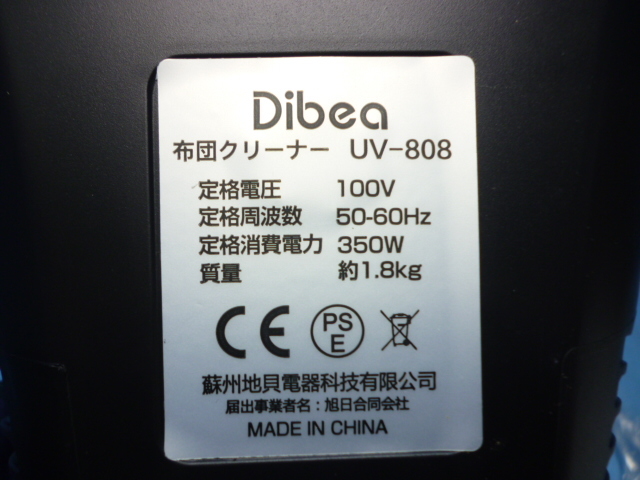 Dibea
布団クリーナー UV-808
定格電圧 100V
定格周波数 50-60Hz
定格消費電力 350W
質量 約1.8kg
CE PSE
蘇州地貝電器科技有限公司
届出事業者名：旭日合同会社
MADE IN CHINA